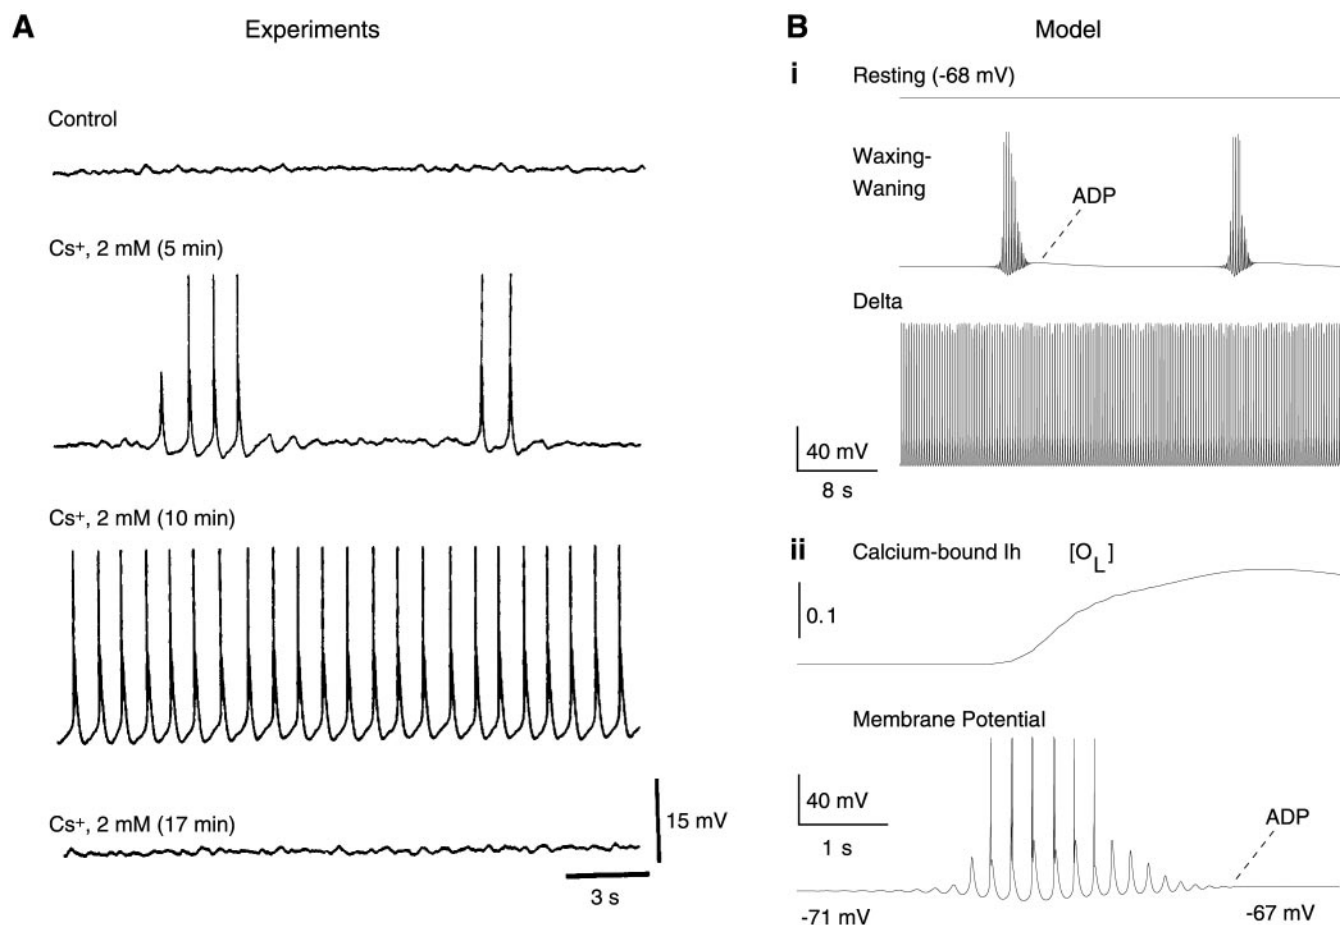 A
Experiments
Control
Cs+, 2 mM (5 min)
Cs+, 2 mM (10 min)
Cs+, 2 mM (17 min)
15 mV
3 s
B
Model
i
Resting (-68 mV)
Waxing-
Waning
ADP
Delta
40 mV
8 s
ii
Calcium-bound Ih [OL]
0.1
Membrane Potential
40 mV
1 s
ADP
-71 mV
-67 mV